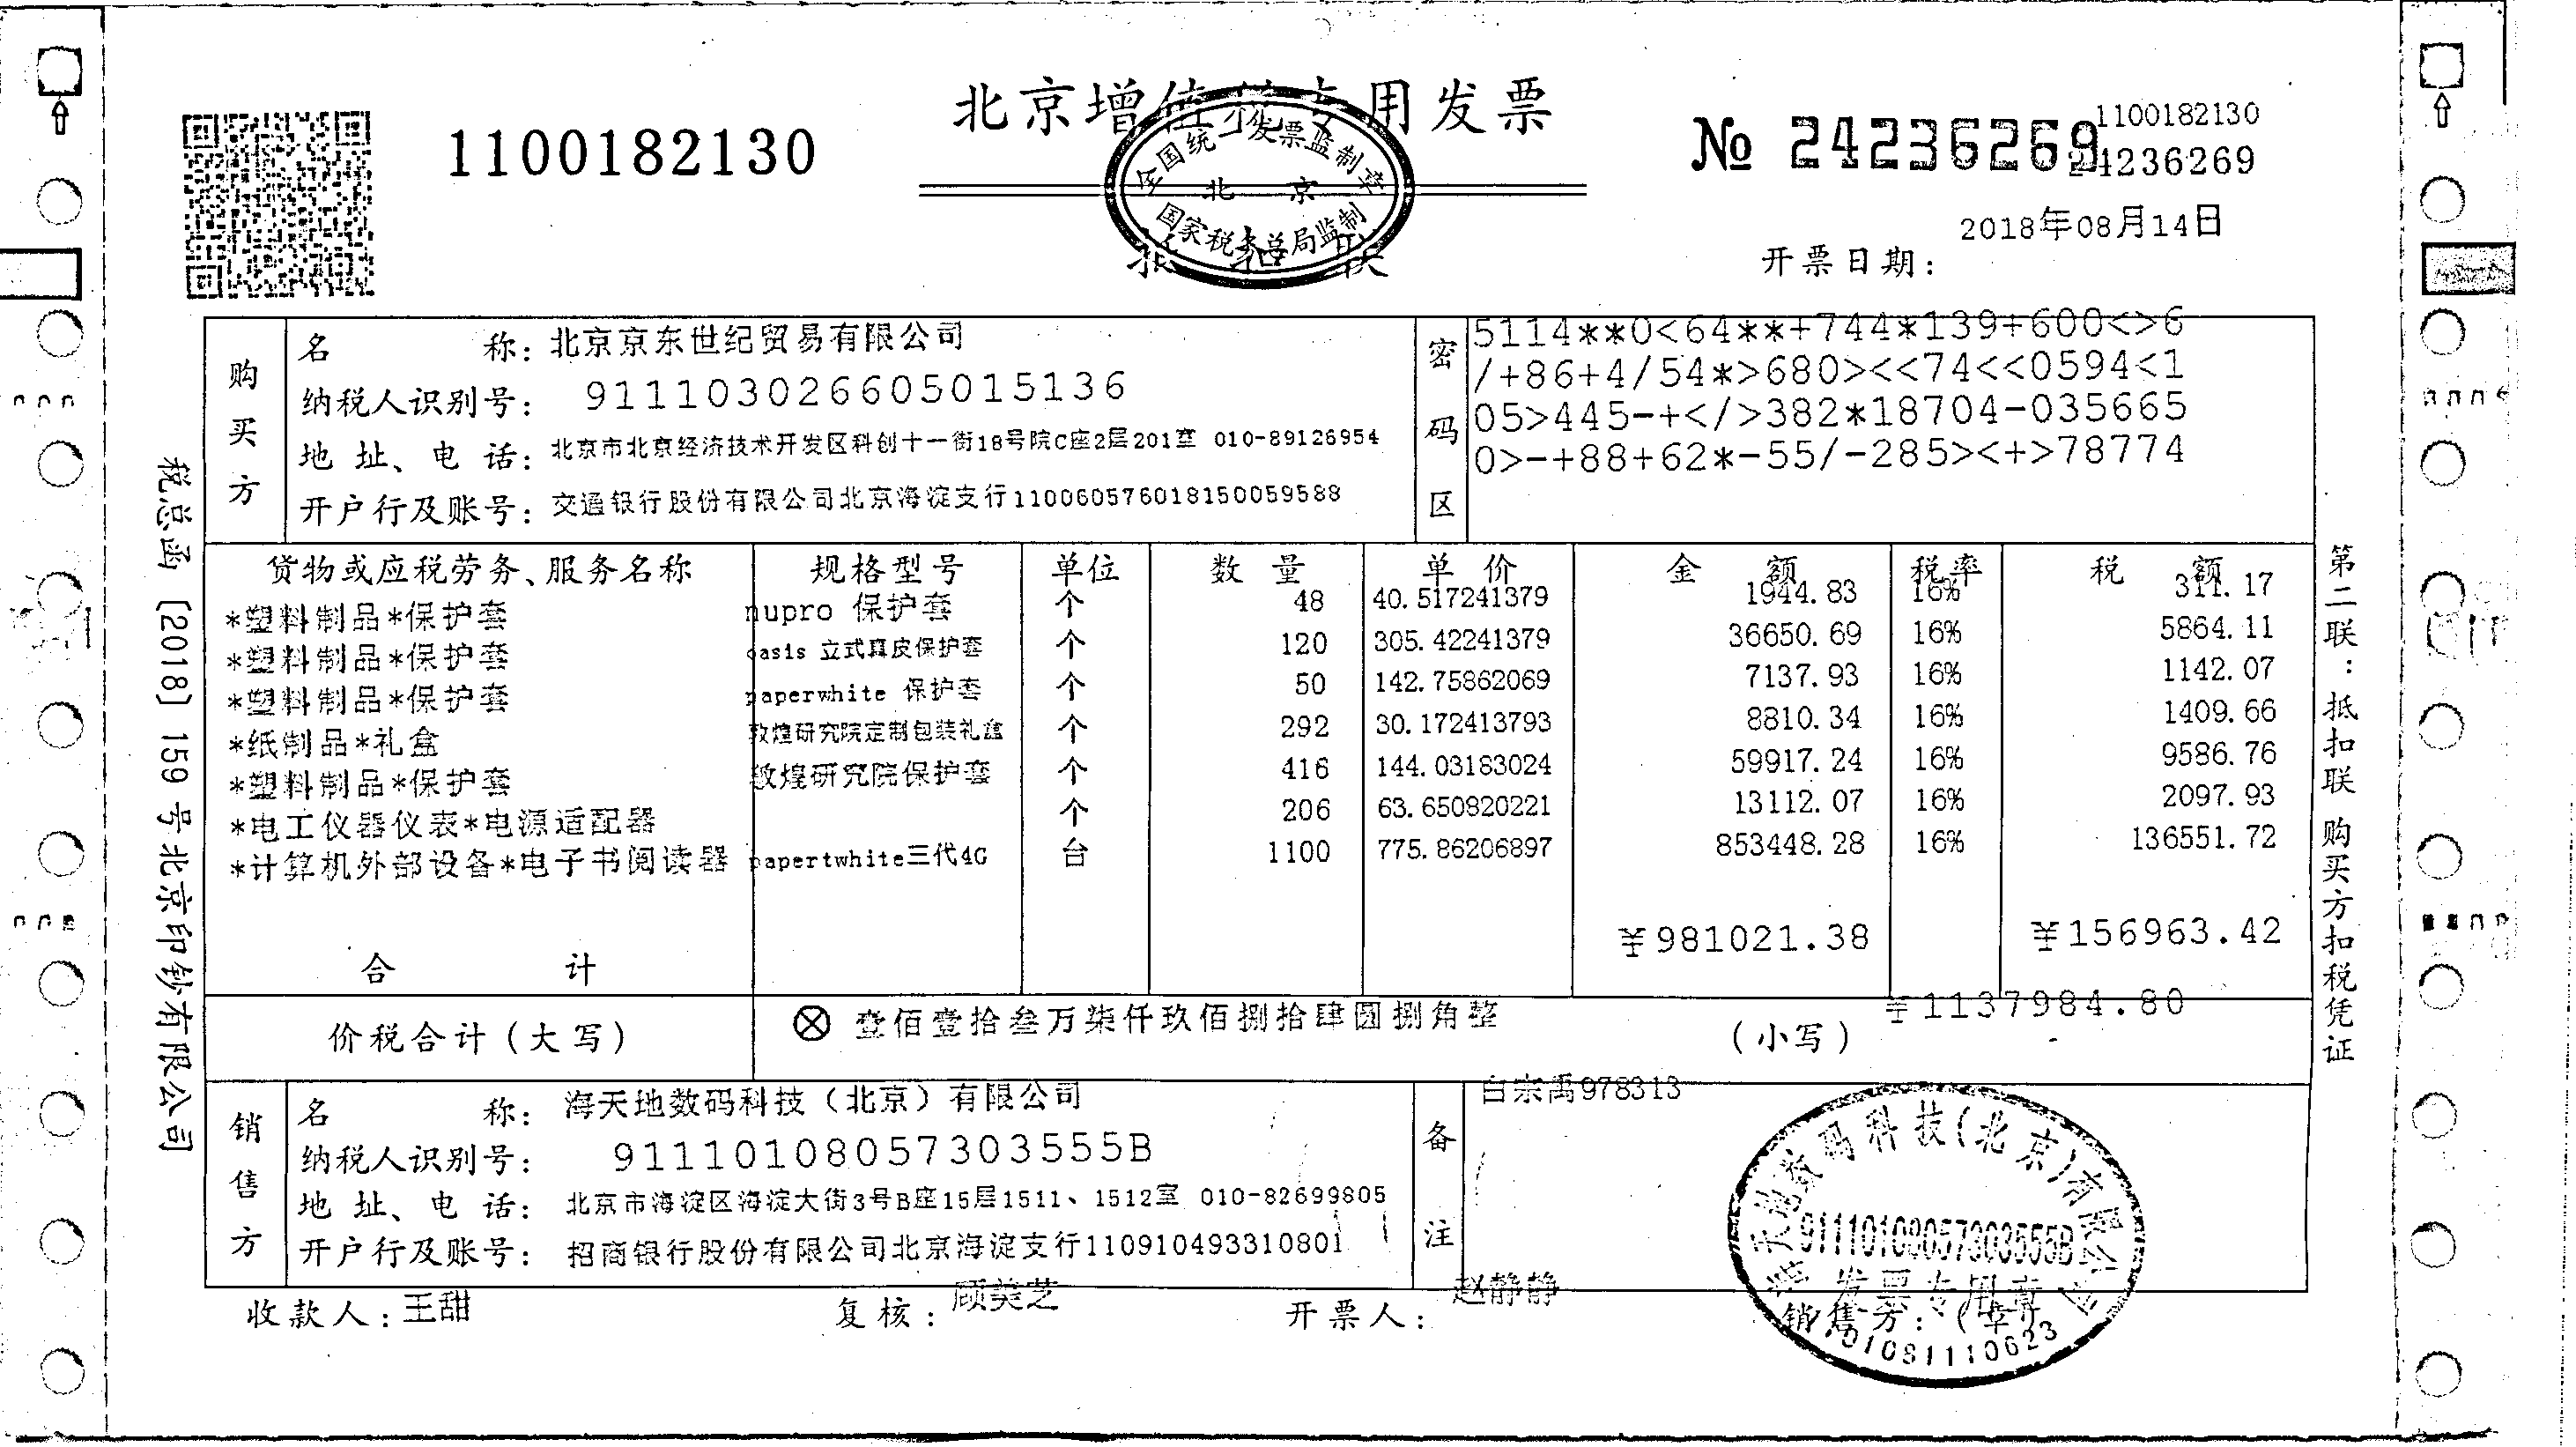 北京增值税专用发票
1100182130
№ 24236269
1100182130
24236269
全国统一发票监制章
北京
国家税务总局监制
抵扣联
2018年08月14日
开票日期:
税总函 [2018] 159 号北京印钞有限公司
购买方
名称: 北京京东世纪贸易有限公司
纳税人识别号: 911103026605015136
地址、电话: 北京市北京经济技术开发区科创十一街18号院C座2层201室 010-89126954
开户行及账号: 交通银行股份有限公司北京海淀支行110060576018150059588
密码区
5114**0<64**+744*139+600<>6
/+86+4/54*>680><<74<<0594<1
05>445-+</>382*18704-035665
0>-+88+62*-55/-285><+>78774
货物或应税劳务、服务名称 规格型号 单位 数量 单价 金额 税率 税额
*塑料制品*保护套 nupro 保护套 个 48 40.517241379 1944.83 16% 311.17
*塑料制品*保护套 oasis 立式真皮保护套 个 120 305.42241379 36650.69 16% 5864.11
*塑料制品*保护套 paperwhite 保护套 个 50 142.75862069 7137.93 16% 1142.07
*纸制品*礼盒 敦煌研究院定制包装礼盒 个 292 30.172413793 8810.34 16% 1409.66
*塑料制品*保护套 敦煌研究院保护套 个 416 144.03183024 59917.24 16% 9586.76
*电工仪器仪表*电源适配器 个 206 63.650820221 13112.07 16% 2097.93
*计算机外部设备*电子书阅读器 papertwhite三代4G 台 1100 775.86206897 853448.28 16% 136551.72
合计 ¥981021.38 ¥156963.42
价税合计(大写) ⊗ 壹佰壹拾叁万柒仟玖佰捌拾肆圆捌角整 (小写) ¥1137984.80
第二联:抵扣联 购买方扣税凭证
销售方
名称: 海天地数码科技(北京)有限公司
纳税人识别号: 91110108057303555B
地址、电话: 北京市海淀区海淀大街3号B座15层1511、1512室 010-82699805
开户行及账号: 招商银行股份有限公司北京海淀支行110910493310801
备注
白宗禹978313
海天地数码科技(北京)有限公司
91110108057303555B
发票专用章
0108111062３
收款人: 王甜 复核: 顾美芝 开票人: 赵静静 销售方:(章)